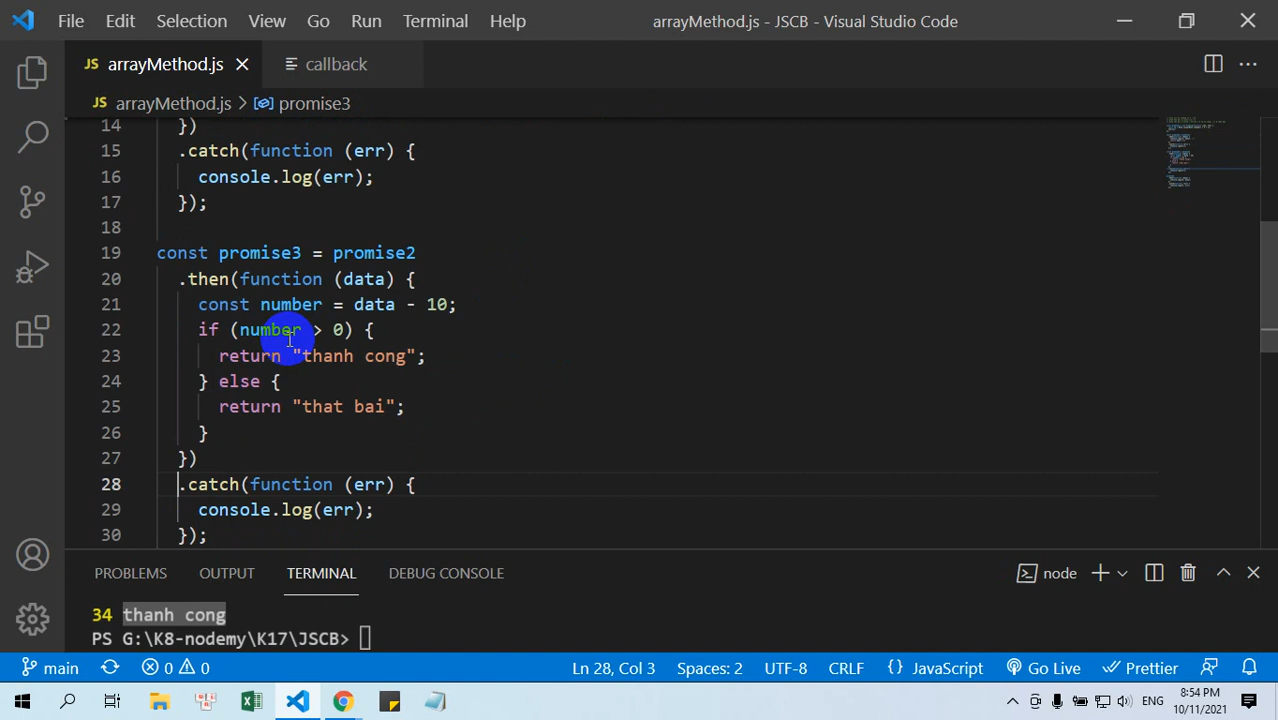 File Edit Selection View Go Run Terminal Help arrayMethod.js - JSCB - Visual Studio Code
JS arrayMethod.js callback
JS arrayMethod.js > promise3
14 })
15 .catch(function (err) {
16 console.log(err);
17 });
18
19 const promise3 = promise2
20 .then(function (data) {
21 const number = data - 10;
22 if (number > 0) {
23 return "thanh cong";
24 } else {
25 return "that bai";
26 }
27 })
28 .catch(function (err) {
29 console.log(err);
30 });
PROBLEMS OUTPUT TERMINAL DEBUG CONSOLE node
34 thanh cong
PS G:\K8-nodemy\K17\JSCB>
main 0 0 Ln 28, Col 3 Spaces: 2 UTF-8 CRLF {} JavaScript Go Live Prettier
ENG 8:54 PM
10/11/2021